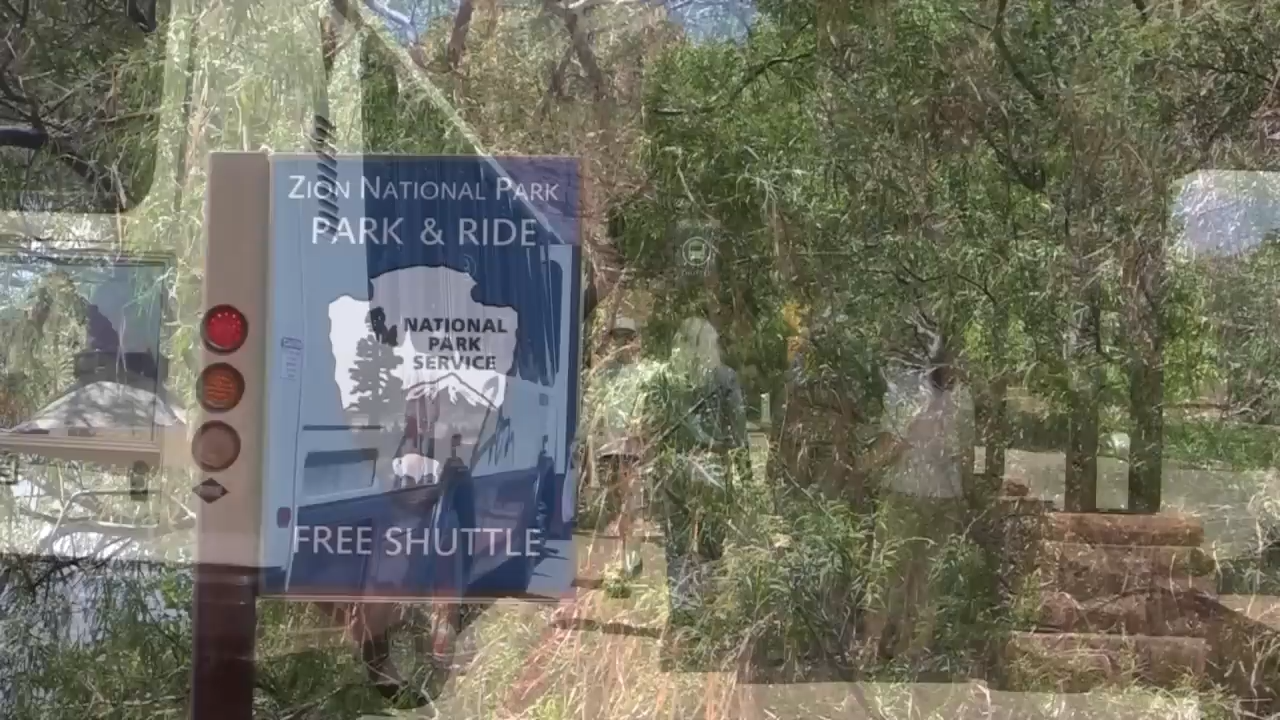 ZION NATIONAL PARK
PARK & RIDE
NATIONAL
PARK
SERVICE
FREE SHUTTLE